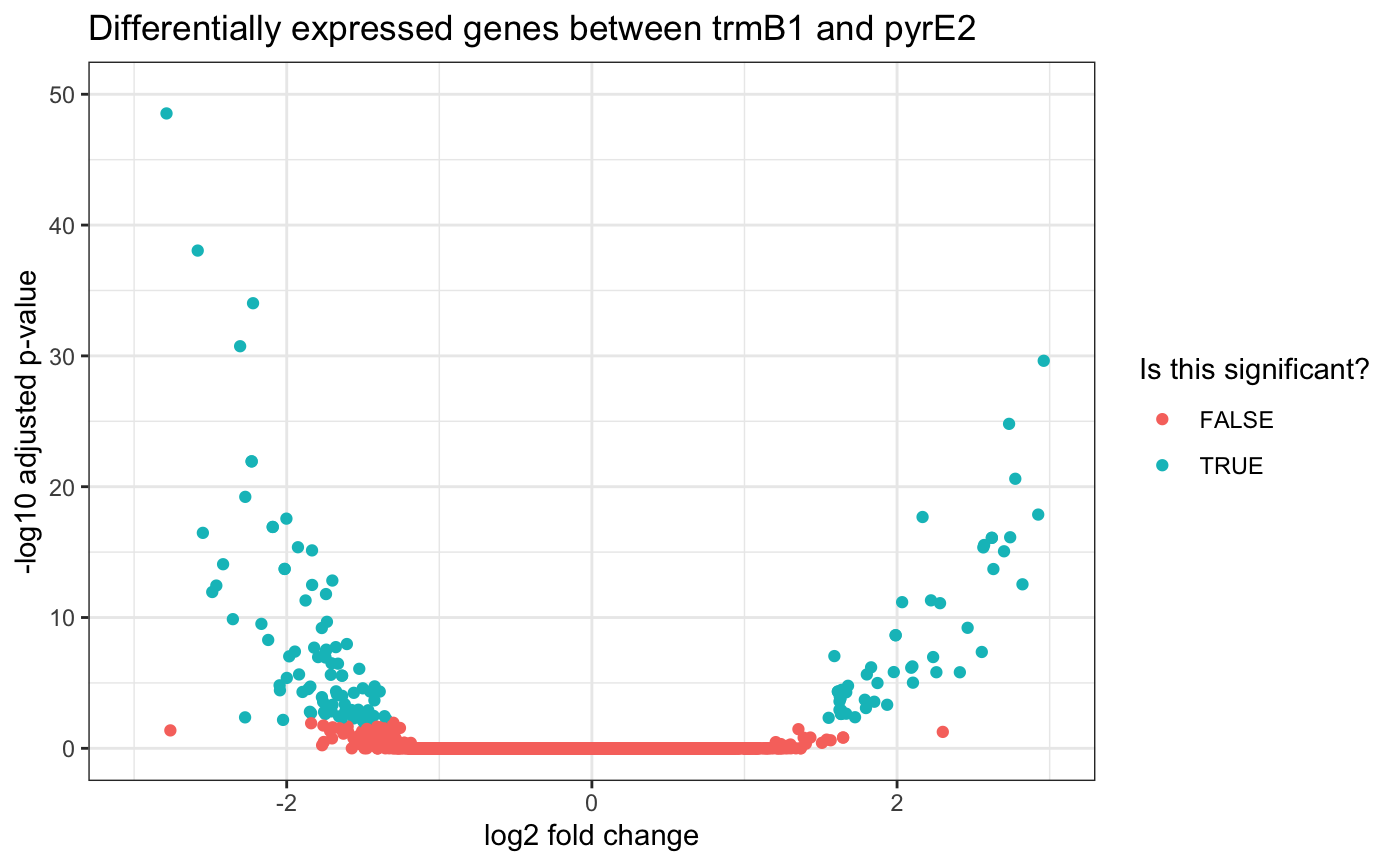 Differentially expressed genes between trmB1 and pyrE2
50
40
30
20
10
0
-log10 adjusted p-value
-2
0
2
log2 fold change
Is this significant?
FALSE
TRUE